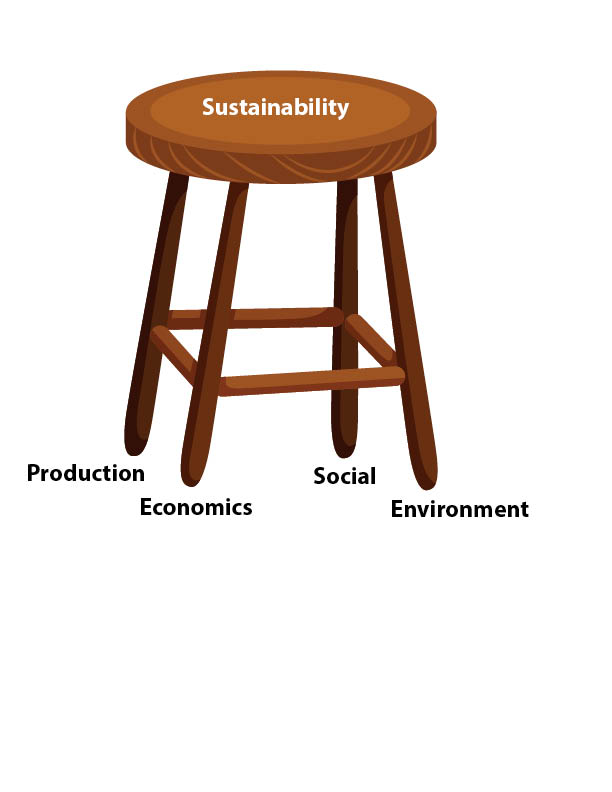 Sustainability
Production
Social
Economics
Environment